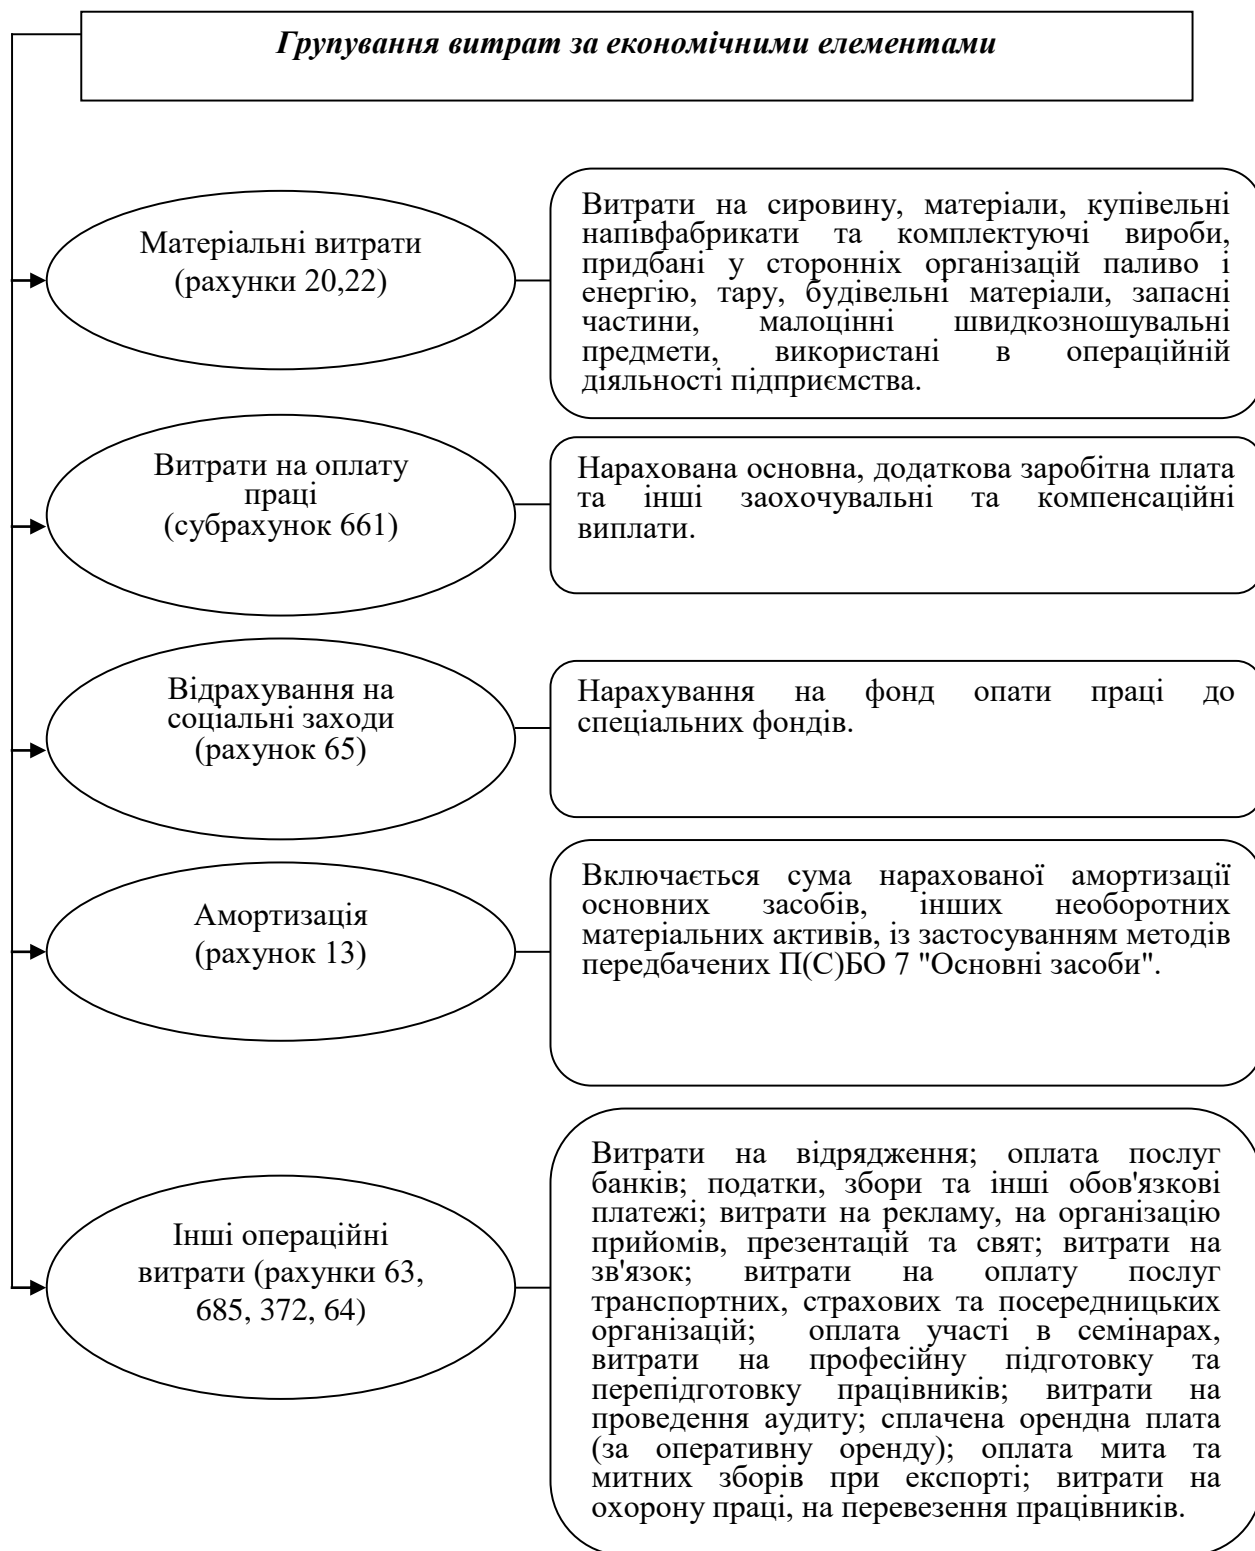 Групування витрат за економічними елементами
Матеріальні витрати
(рахунки 20,22)
Витрати на сировину, матеріали, купівельні
напівфабрикати та комплектуючі вироби,
придбані у сторонніх організацій паливо і
енергію, тару, будівельні матеріали, запасні
частини, малоцінні швидкозношувальні
предмети, використані в операційній
діяльності підприємства.
Витрати на оплату
праці
(субрахунок 661)
Нарахована основна, додаткова заробітна плата
та інші заохочувальні та компенсаційні
виплати.
Відрахування на
соціальні заходи
(рахунок 65)
Нарахування на фонд опати праці до
спеціальних фондів.
Амортизація
(рахунок 13)
Включається сума нарахованої амортизації
основних засобів, інших необоротних
матеріальних активів, із застосуванням методів
передбачених П(С)БО 7 "Основні засоби".
Інші операційні
витрати (рахунки 63,
685, 372, 64)
Витрати на відрядження; оплата послуг
банків; податки, збори та інші обов'язкові
платежі; витрати на рекламу, на організацію
прийомів, презентацій та свят; витрати на
зв'язок; витрати на оплату послуг
транспортних, страхових та посередницьких
організацій; оплата участі в семінарах,
витрати на професійну підготовку та
перепідготовку працівників; витрати на
проведення аудиту; сплачена орендна плата
(за оперативну оренду); оплата мита та
митних зборів при експорті; витрати на
охорону праці, на перевезення працівників.